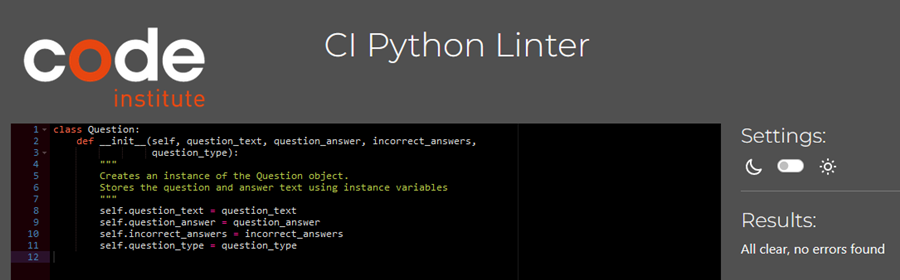 code
institute
CI Python Linter
1 class Question:
2 def __init__(self, question_text, question_answer, incorrect_answers,
3 question_type):
4 """
5 Creates an instance of the Question object.
6 Stores the question and answer text using instance variables
7 """
8 self.question_text = question_text
9 self.question_answer = question_answer
10 self.incorrect_answers = incorrect_answers
11 self.question_type = question_type
12
Settings:
Results:
All clear, no errors found